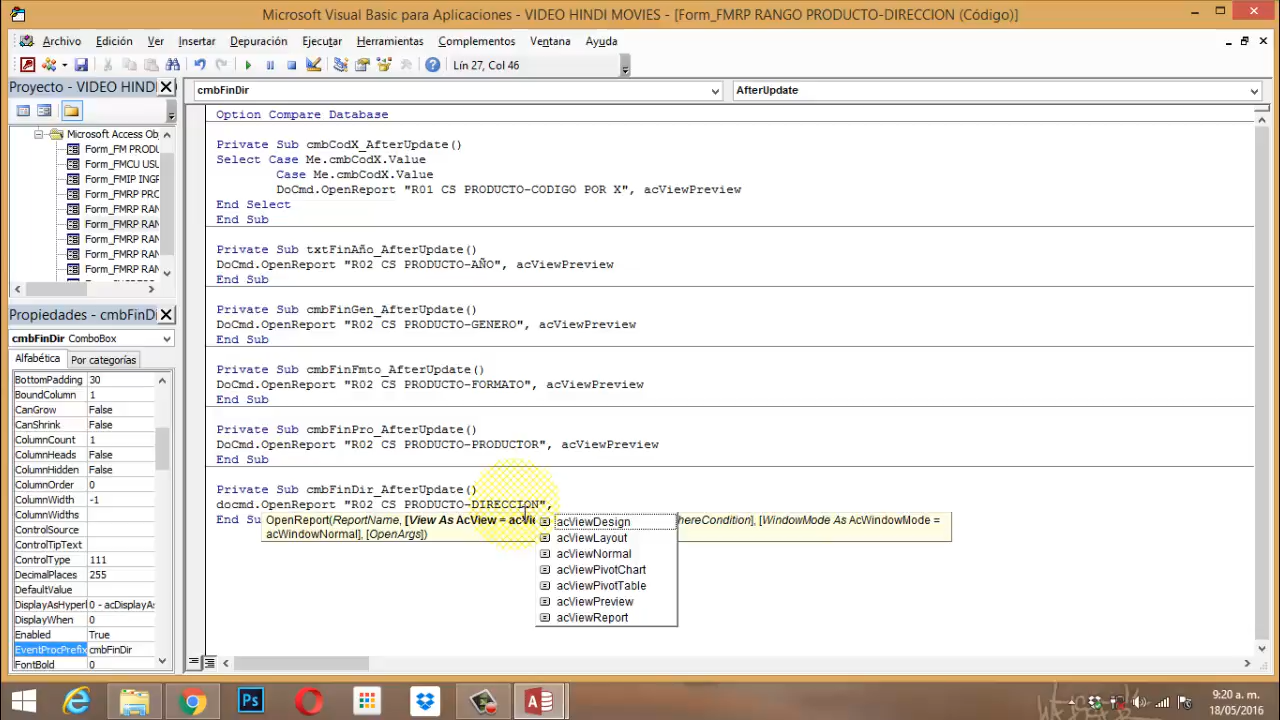 Microsoft Visual Basic para Aplicaciones - VIDEO HINDI MOVIES - [Form_FMRP RANGO PRODUCTO-DIRECCION (Código)]
Archivo Edición Ver Insertar Depuración Ejecutar Herramientas Complementos Ventana Ayuda
Lín 27, Col 46
Proyecto - VIDEO HINDI
Microsoft Access Obj
Form_FM PRODU
Form_FMCU USU
Form_FMIP INGR
Form_FMRP PRO
Form_FMRP RAN
Form_FMRP RAN
Form_FMRP RAN
Form_FMRP RAN
Propiedades - cmbFinDi
cmbFinDir ComboBox
Alfabética Por categorías
BottomPadding 30
BoundColumn 1
CanGrow False
CanShrink False
ColumnCount 1
ColumnHeads False
ColumnHidden False
ColumnOrder 0
ColumnWidth -1
ColumnWidths
ControlSource
ControlTipText
ControlType 111
DecimalPlaces 255
DefaultValue
DisplayAsHyperl 0 - acDisplayAs
DisplayWhen 0
Enabled True
EventProcPrefix cmbFinDir
FontBold 0
cmbFinDir AfterUpdate
Option Compare Database
Private Sub cmbCodX_AfterUpdate()
Select Case Me.cmbCodX.Value
Case Me.cmbCodX.Value
DoCmd.OpenReport "R01 CS PRODUCTO-CODIGO POR X", acViewPreview
End Select
End Sub
Private Sub txtFinAño_AfterUpdate()
DoCmd.OpenReport "R02 CS PRODUCTO-AÑO", acViewPreview
End Sub
Private Sub cmbFinGen_AfterUpdate()
DoCmd.OpenReport "R02 CS PRODUCTO-GENERO", acViewPreview
End Sub
Private Sub cmbFinFmto_AfterUpdate()
DoCmd.OpenReport "R02 CS PRODUCTO-FORMATO", acViewPreview
End Sub
Private Sub cmbFinPro_AfterUpdate()
DoCmd.OpenReport "R02 CS PRODUCTO-PRODUCTOR", acViewPreview
End Sub
Private Sub cmbFinDir_AfterUpdate()
docmd.OpenReport "R02 CS PRODUCTO-DIRECCION",
End Su
OpenReport(ReportName, [View As AcView = acVie hereCondition], [WindowMode As AcWindowMode =
acWindowNormal], [OpenArgs])
acViewDesign
acViewLayout
acViewNormal
acViewPivotChart
acViewPivotTable
acViewPreview
acViewReport
9:20 a. m.
18/05/2016